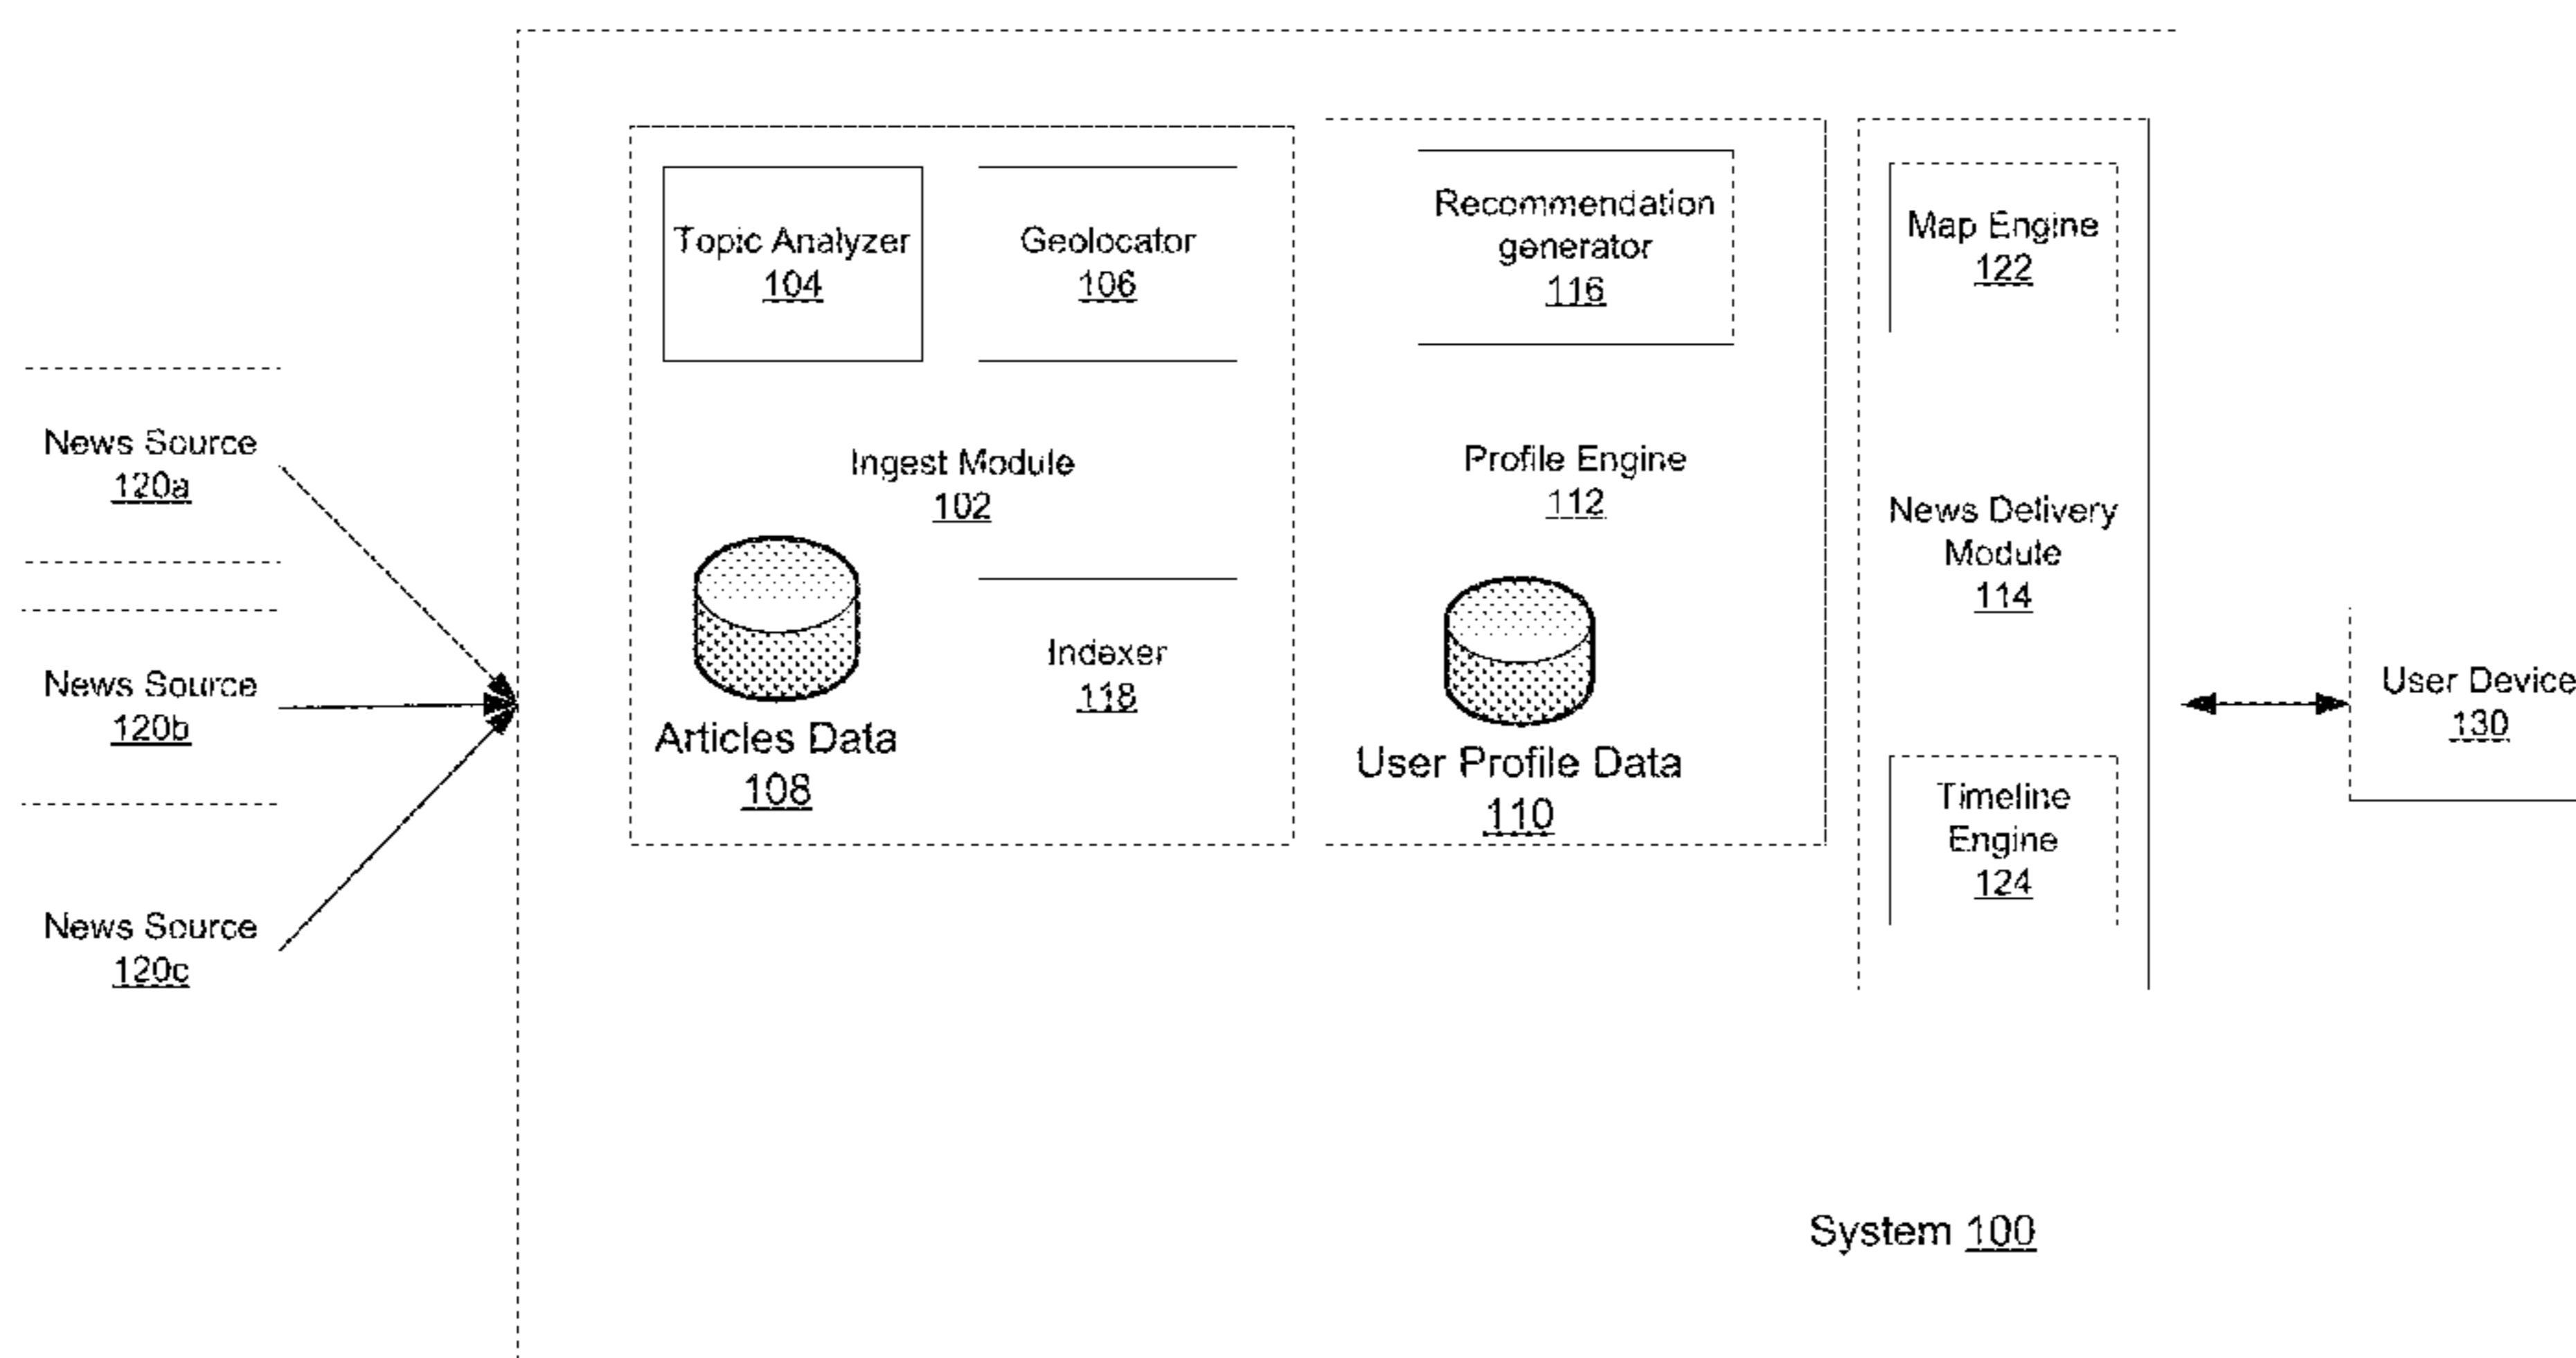 News Source
120a
News Source
120b
News Source
120c
Topic Analyzer
104
Geolocator
106
Ingest Module
102
Articles Data
108
Indexer
118
Recommendation
generator
116
Profile Engine
112
User Profile Data
110
Map Engine
122
News Delivery
Module
114
Timeline
Engine
124
User Device
130
System 100